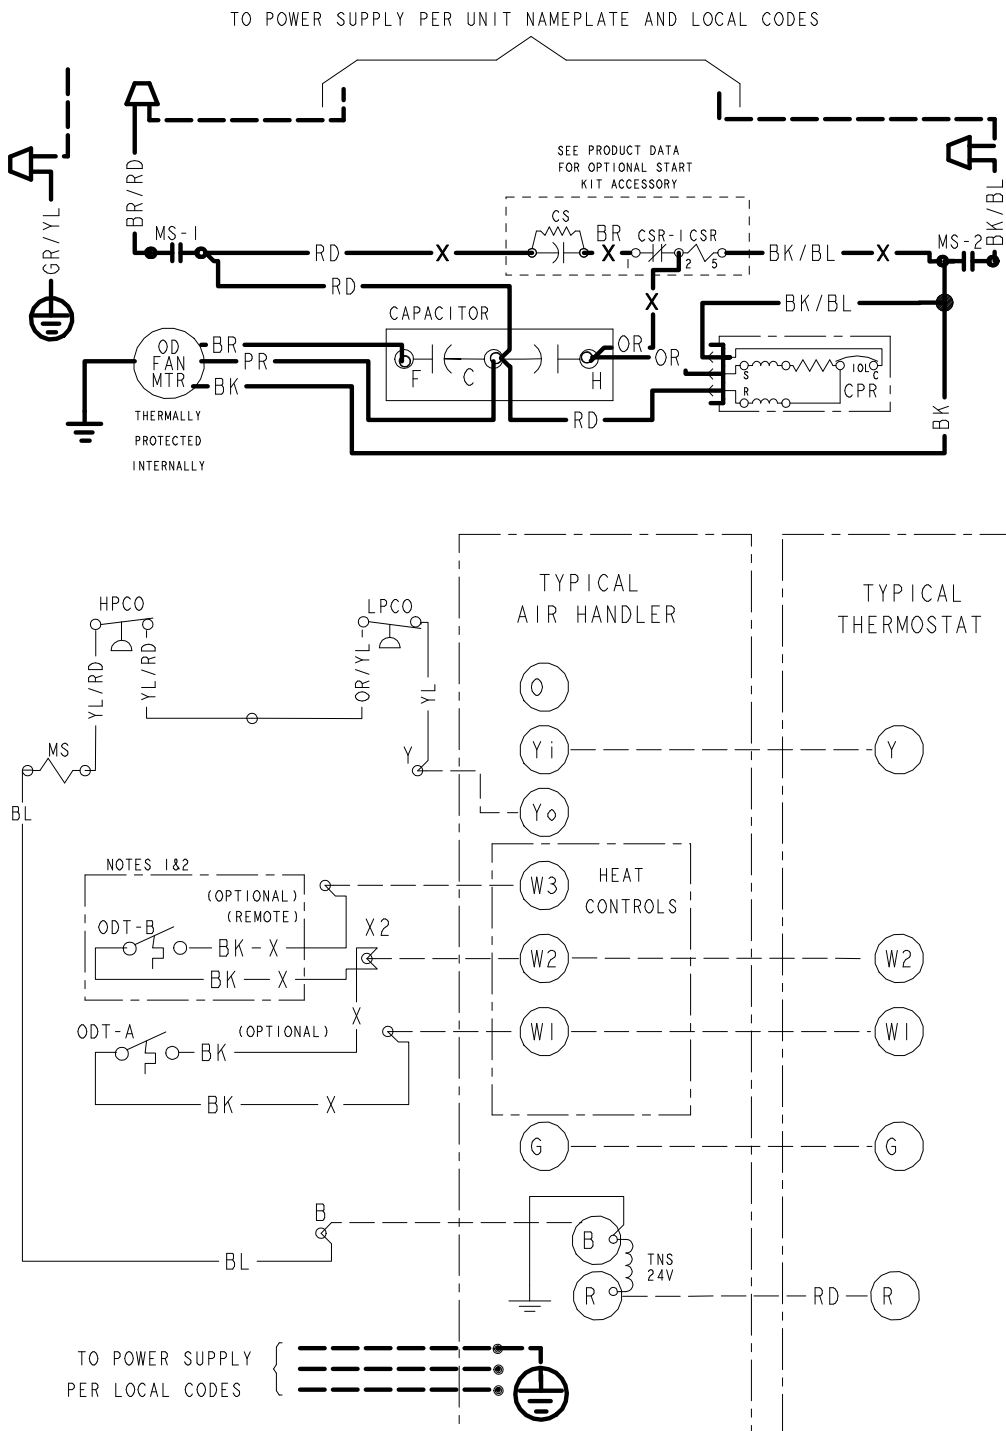 TO POWER SUPPLY PER UNIT NAMEPLATE AND LOCAL CODES
SEE PRODUCT DATA
FOR OPTIONAL START
KIT ACCESSORY
BR/RD
BK/BL
GR/YL
CS
MS-1
RD
X
BR
X
CSR-1 CSR
2
5
BK/BL
X
MS-2
RD
X
BK/BL
CAPACITOR
OD
FAN
MTR
BR
PR
BK
F
C
H
OR
OR
S
R
IOL
C
CPR
RD
BK
THERMALLY
PROTECTED
INTERNALLY
TYPICAL
AIR HANDLER
TYPICAL
THERMOSTAT
HPCO
LPCO
YL/RD
YL/RD
OR/YL
YL
O
MS
Y
Yi
Y
BL
Yo
NOTES 1&2
(OPTIONAL)
(REMOTE)
W3
HEAT
CONTROLS
ODT-B
BK-X
X2
BK
X
W2
W2
X
ODT-A
(OPTIONAL)
BK
W1
W1
BK
X
G
G
B
BL
B
TNS
24V
R
RD
R
TO POWER SUPPLY
PER LOCAL CODES